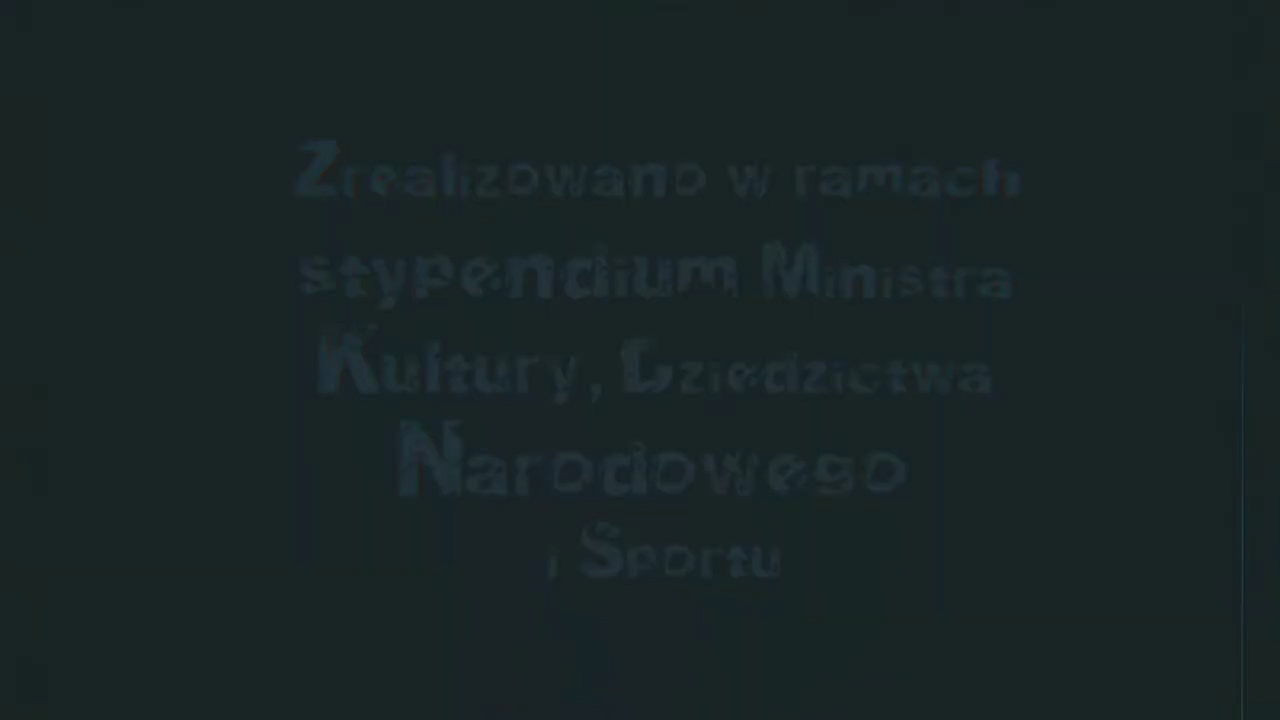 Zrealizowano w ramach
stypendium Ministra
Kultury, Dziedzictwa
Narodowego
i Sportu